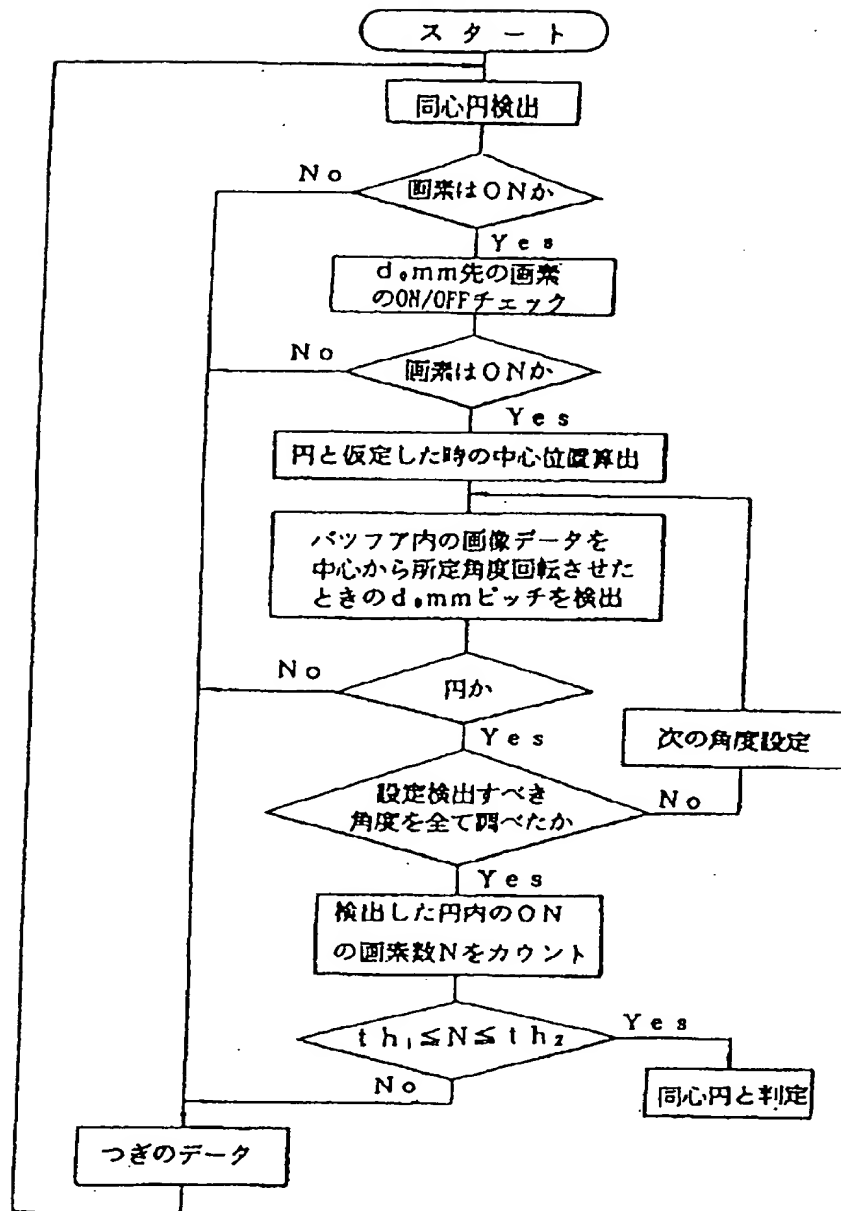 スタート
同心円検出
No
画素はONか
Yes
d₀mm先の画素
のON/OFFチェック
No
画素はONか
Yes
円と仮定した時の中心位置算出
バツフア内の画像データを
中心から所定角度回転させた
ときのd₀mmピッチを検出
No
円か
Yes
次の角度設定
設定検出すべき
角度を全て調べたか
No
Yes
検出した円内のON
の画素数Nをカウント
th₁≦N≦th₂
Yes
No
同心円と判定
つぎのデータ